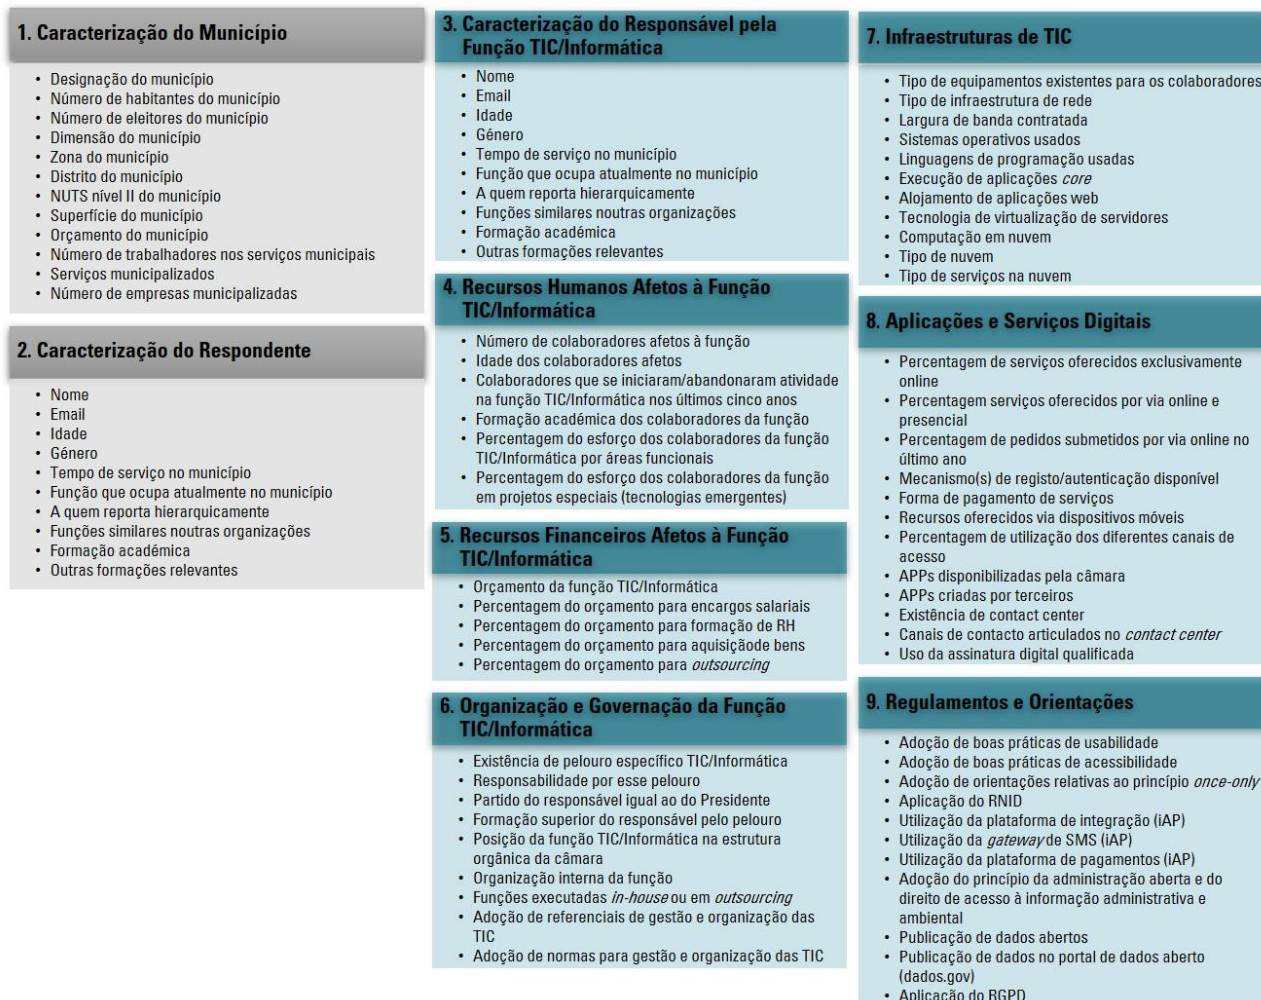 1. Caracterização do Município
• Designação do município
• Número de habitantes do município
• Número de eleitores do município
• Dimensão do município
• Zona do município
• Distrito do município
• NUTS nível II do município
• Superfície do município
• Orçamento do município
• Número de trabalhadores nos serviços municipais
• Serviços municipalizados
• Número de empresas municipalizadas
2. Caracterização do Respondente
• Nome
• Email
• Idade
• Género
• Tempo de serviço no município
• Função que ocupa atualmente no município
• A quem reporta hierarquicamente
• Funções similares noutras organizações
• Formação académica
• Outras formações relevantes
3. Caracterização do Responsável pela
Função TIC/Informática
• Nome
• Email
• Idade
• Género
• Tempo de serviço no município
• Função que ocupa atualmente no município
• A quem reporta hierarquicamente
• Funções similares noutras organizações
• Formação académica
• Outras formações relevantes
4. Recursos Humanos Afetos à Função
TIC/Informática
• Número de colaboradores afetos à função
• Idade dos colaboradores afetos
• Colaboradores que se iniciaram/abandonaram atividade
na função TIC/Informática nos últimos cinco anos
• Formação académica dos colaboradores da função
• Percentagem do esforço dos colaboradores da função
TIC/Informática por áreas funcionais
• Percentagem do esforço dos colaboradores da função
em projetos especiais (tecnologias emergentes)
5. Recursos Financeiros Afetos à Função
TIC/Informática
• Orçamento da função TIC/Informática
• Percentagem do orçamento para encargos salariais
• Percentagem do orçamento para formação de RH
• Percentagem do orçamento para aquisiçãode bens
• Percentagem do orçamento para outsourcing
6. Organização e Governação da Função
TIC/Informática
• Existência de pelouro específico TIC/Informática
• Responsabilidade por esse pelouro
• Partido do responsável igual ao do Presidente
• Formação superior do responsável pelo pelouro
• Posição da função TIC/Informática na estrutura
orgânica da câmara
• Organização interna da função
• Funções executadas in-house ou em outsourcing
• Adoção de referenciais de gestão e organização das
TIC
• Adoção de normas para gestão e organização das TIC
7. Infraestruturas de TIC
• Tipo de equipamentos existentes para os colaboradores
• Tipo de infraestrutura de rede
• Largura de banda contratada
• Sistemas operativos usados
• Linguagens de programação usadas
• Execução de aplicações core
• Alojamento de aplicações web
• Tecnologia de virtualização de servidores
• Computação em nuvem
• Tipo de nuvem
• Tipo de serviços na nuvem
8. Aplicações e Serviços Digitais
• Percentagem de serviços oferecidos exclusivamente
online
• Percentagem serviços oferecidos por via online e
presencial
• Percentagem de pedidos submetidos por via online no
último ano
• Mecanismo(s) de registo/autenticação disponível
• Forma de pagamento de serviços
• Recursos oferecidos via dispositivos móveis
• Percentagem de utilização dos diferentes canais de
acesso
• APPs disponibilizadas pela câmara
• APPs criadas por terceiros
• Existência de contact center
• Canais de contacto articulados no contact center
• Uso da assinatura digital qualificada
9. Regulamentos e Orientações
• Adoção de boas práticas de usabilidade
• Adoção de boas práticas de acessibilidade
• Adoção de orientações relativas ao princípio once-only
• Aplicação do RNID
• Utilização da plataforma de integração (iAP)
• Utilização da gateway de SMS (iAP)
• Utilização da plataforma de pagamentos (iAP)
• Adoção do princípio da administração aberta e do
direito de acesso à informação administrativa e
ambiental
• Publicação de dados abertos
• Publicação de dados no portal de dados aberto
(dados.gov)
• Aplicação do RGPD